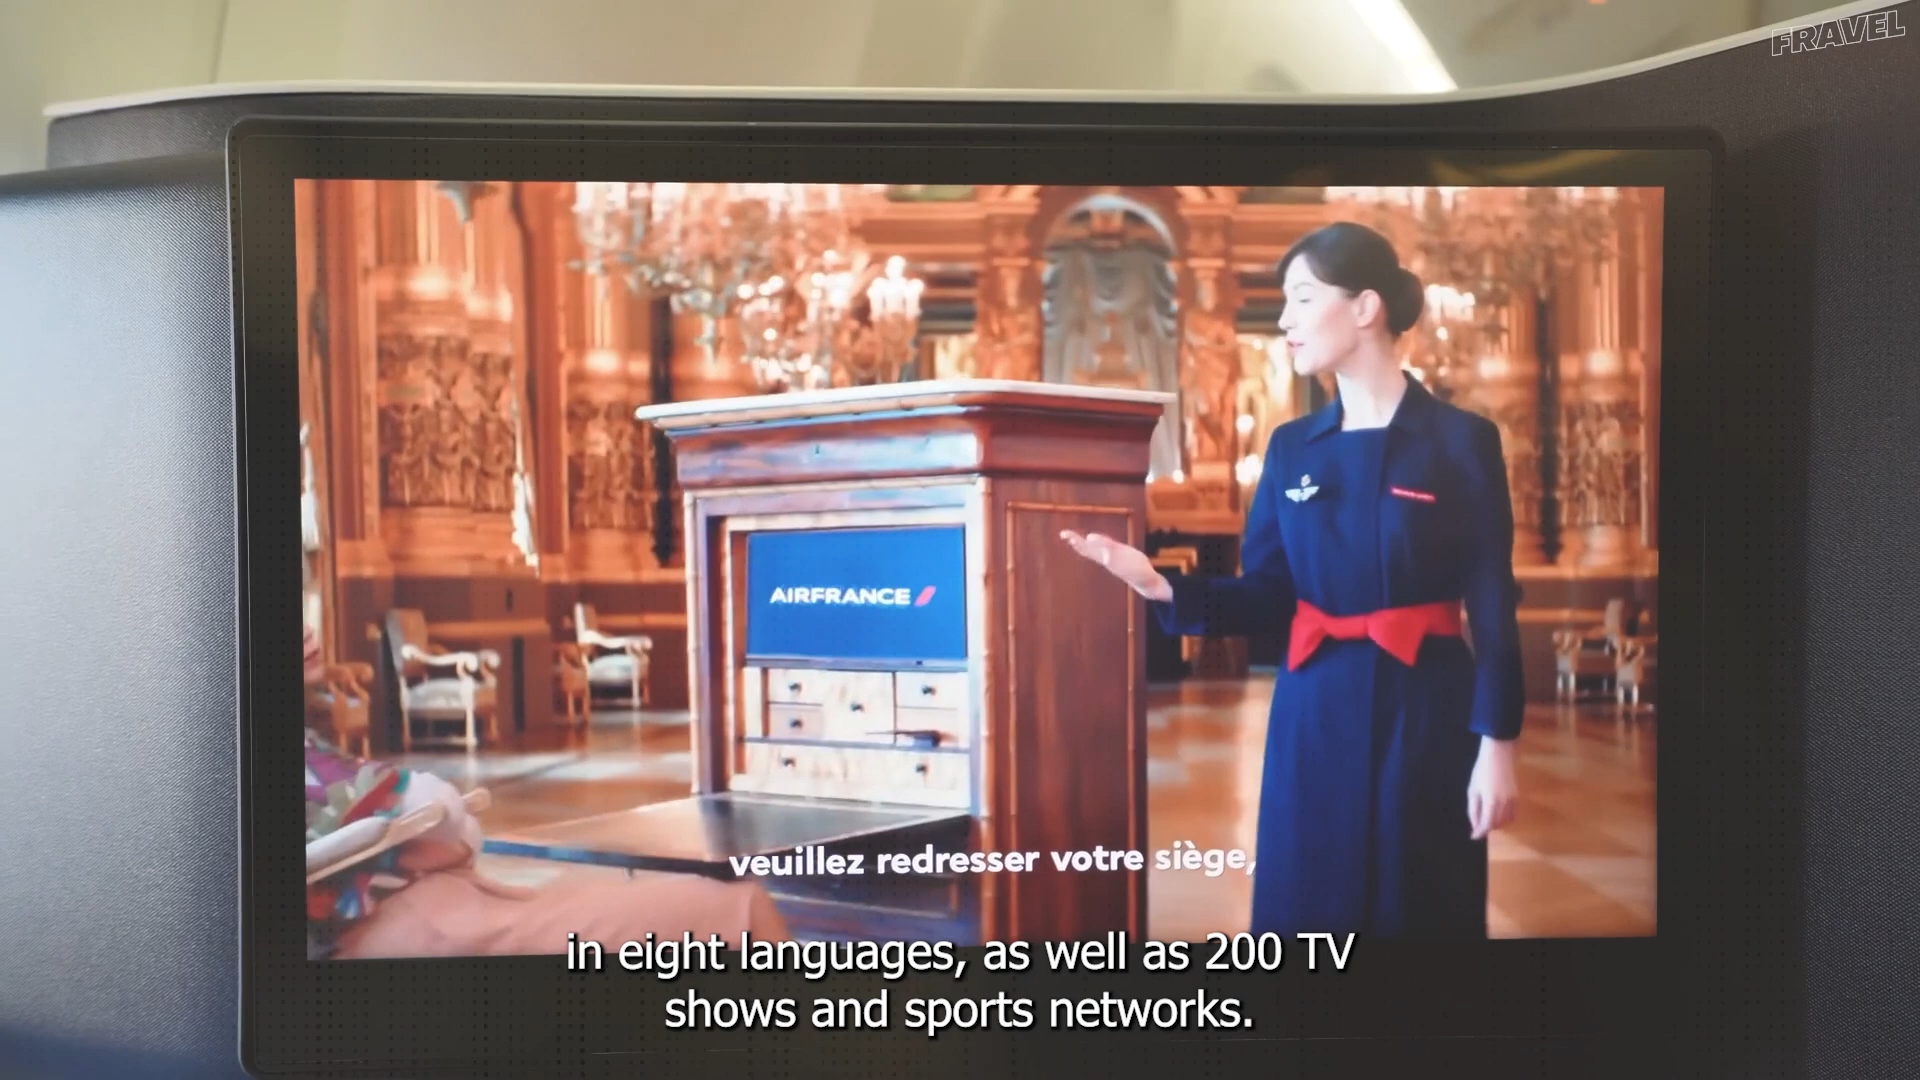 FRAVEL
AIRFRANCE
veuillez redresser votre siège,
in eight languages, as well as 200 TV
shows and sports networks.